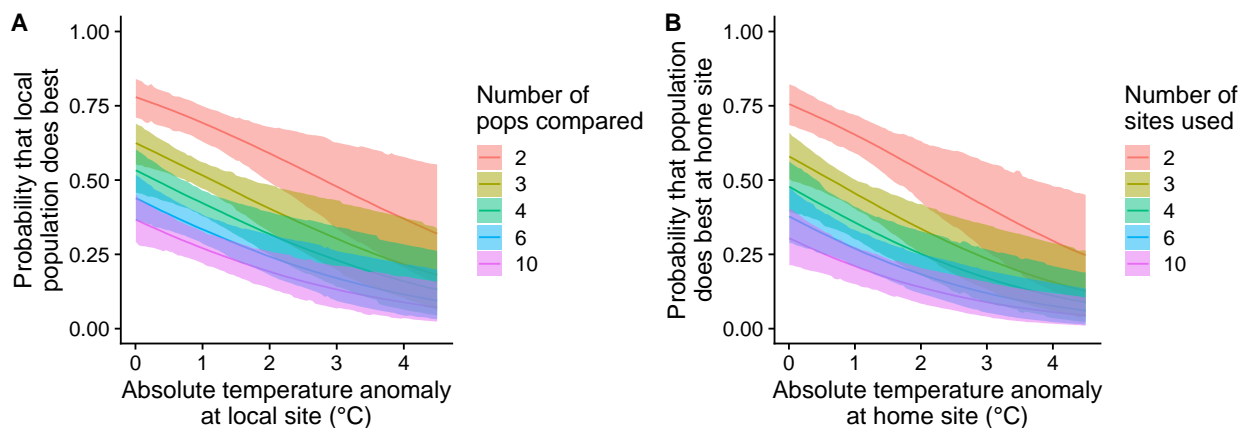 A
Probability that local
population does best
1.00
0.75
0.50
0.25
0.00
0
1
2
3
4
Absolute temperature anomaly
at local site (°C)
Number of
pops compared
2
3
4
6
10
B
Probability that population
does best at home site
1.00
0.75
0.50
0.25
0.00
0
1
2
3
4
Absolute temperature anomaly
at home site (°C)
Number of
sites used
2
3
4
6
10